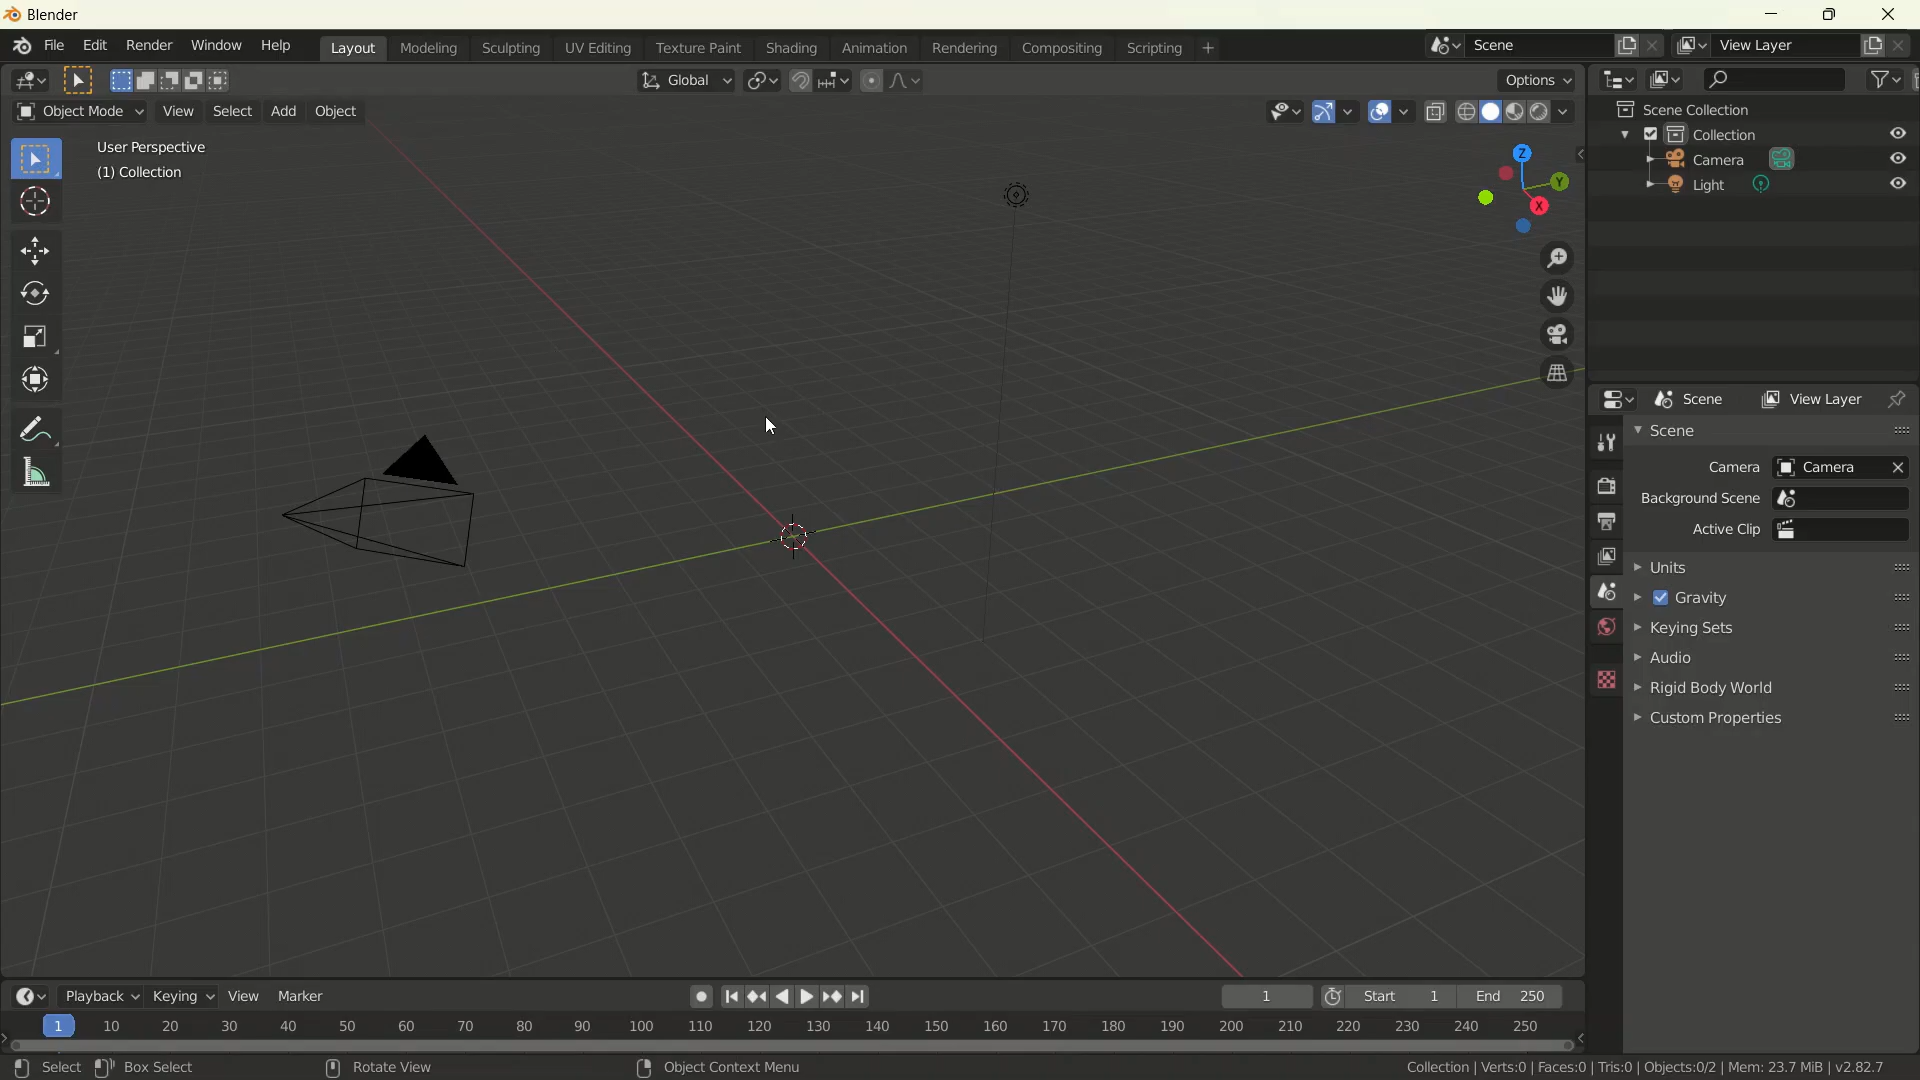 Blender
File Edit Render Window Help Layout Modeling Sculpting UV Editing Texture Paint Shading Animation Rendering Compositing Scripting + Scene View Layer
Global Options
Object Mode View Select Add Object
User Perspective
(1) Collection
Z
Y
X
Scene Collection
Collection
Camera
Light
Scene View Layer
Scene
Camera Camera
Background Scene
Active Clip
Units
Gravity
Keying Sets
Audio
Rigid Body World
Custom Properties
Playback Keying View Marker 1 Start 1 End 250
1 10 20 30 40 50 60 70 80 90 100 110 120 130 140 150 160 170 180 190 200 210 220 230 240 250
Select Box Select Rotate View Object Context Menu Collection | Verts:0 | Faces:0 | Tris:0 | Objects:0/2 | Mem: 23.7 MiB | v2.82.7